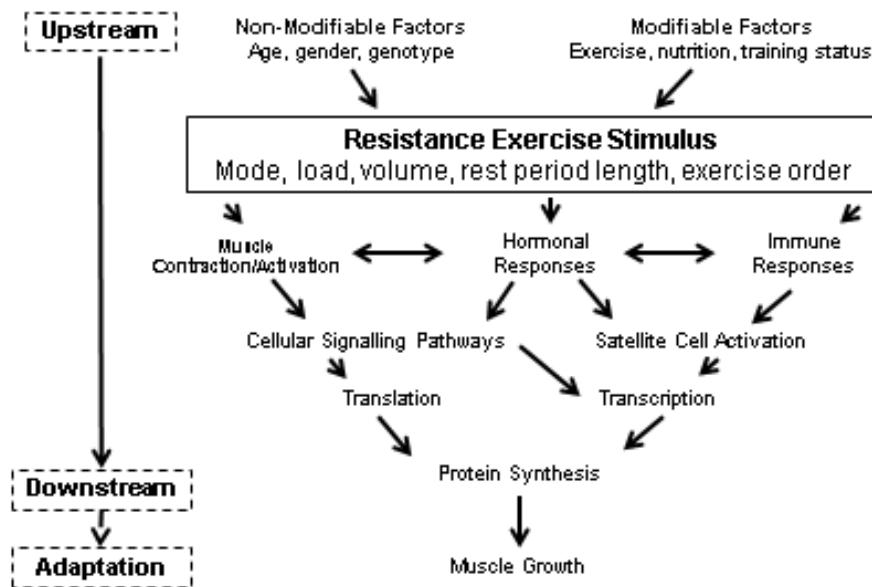 Upstream
Non-Modifiable Factors
Age, gender, genotype
Modifiable Factors
Exercise, nutrition, training status
Resistance Exercise Stimulus
Mode, load, volume, rest period length, exercise order
Muscle
Contraction/Activation
Hormonal
Responses
Immune
Responses
Cellular Signalling Pathways
Satellite Cell Activation
Translation
Transcription
Protein Synthesis
Downstream
Muscle Growth
Adaptation